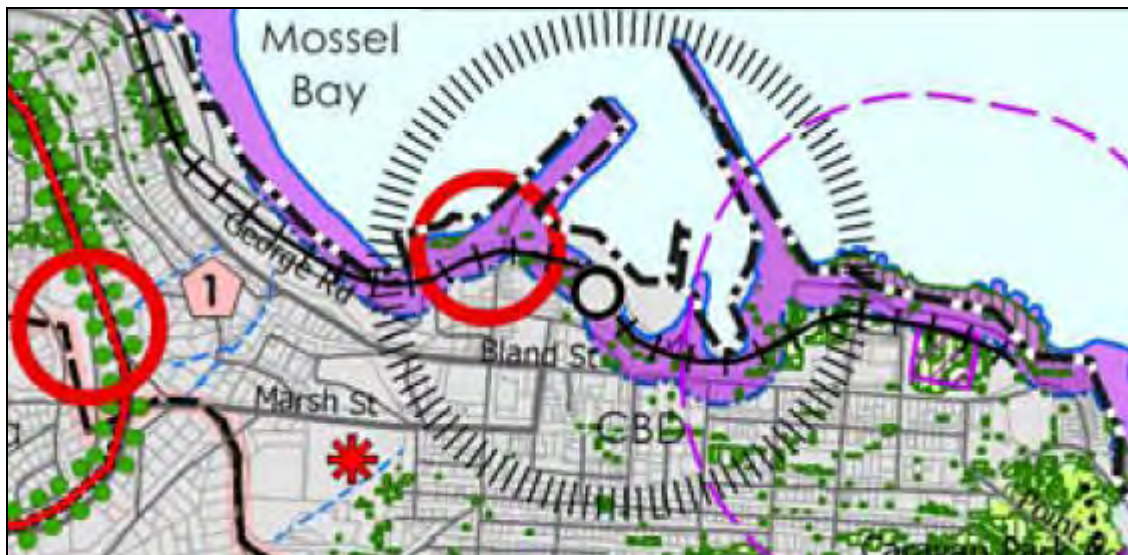 Mossel
Bay
George Rd
1
Bland St
Marsh St
CBD
Point